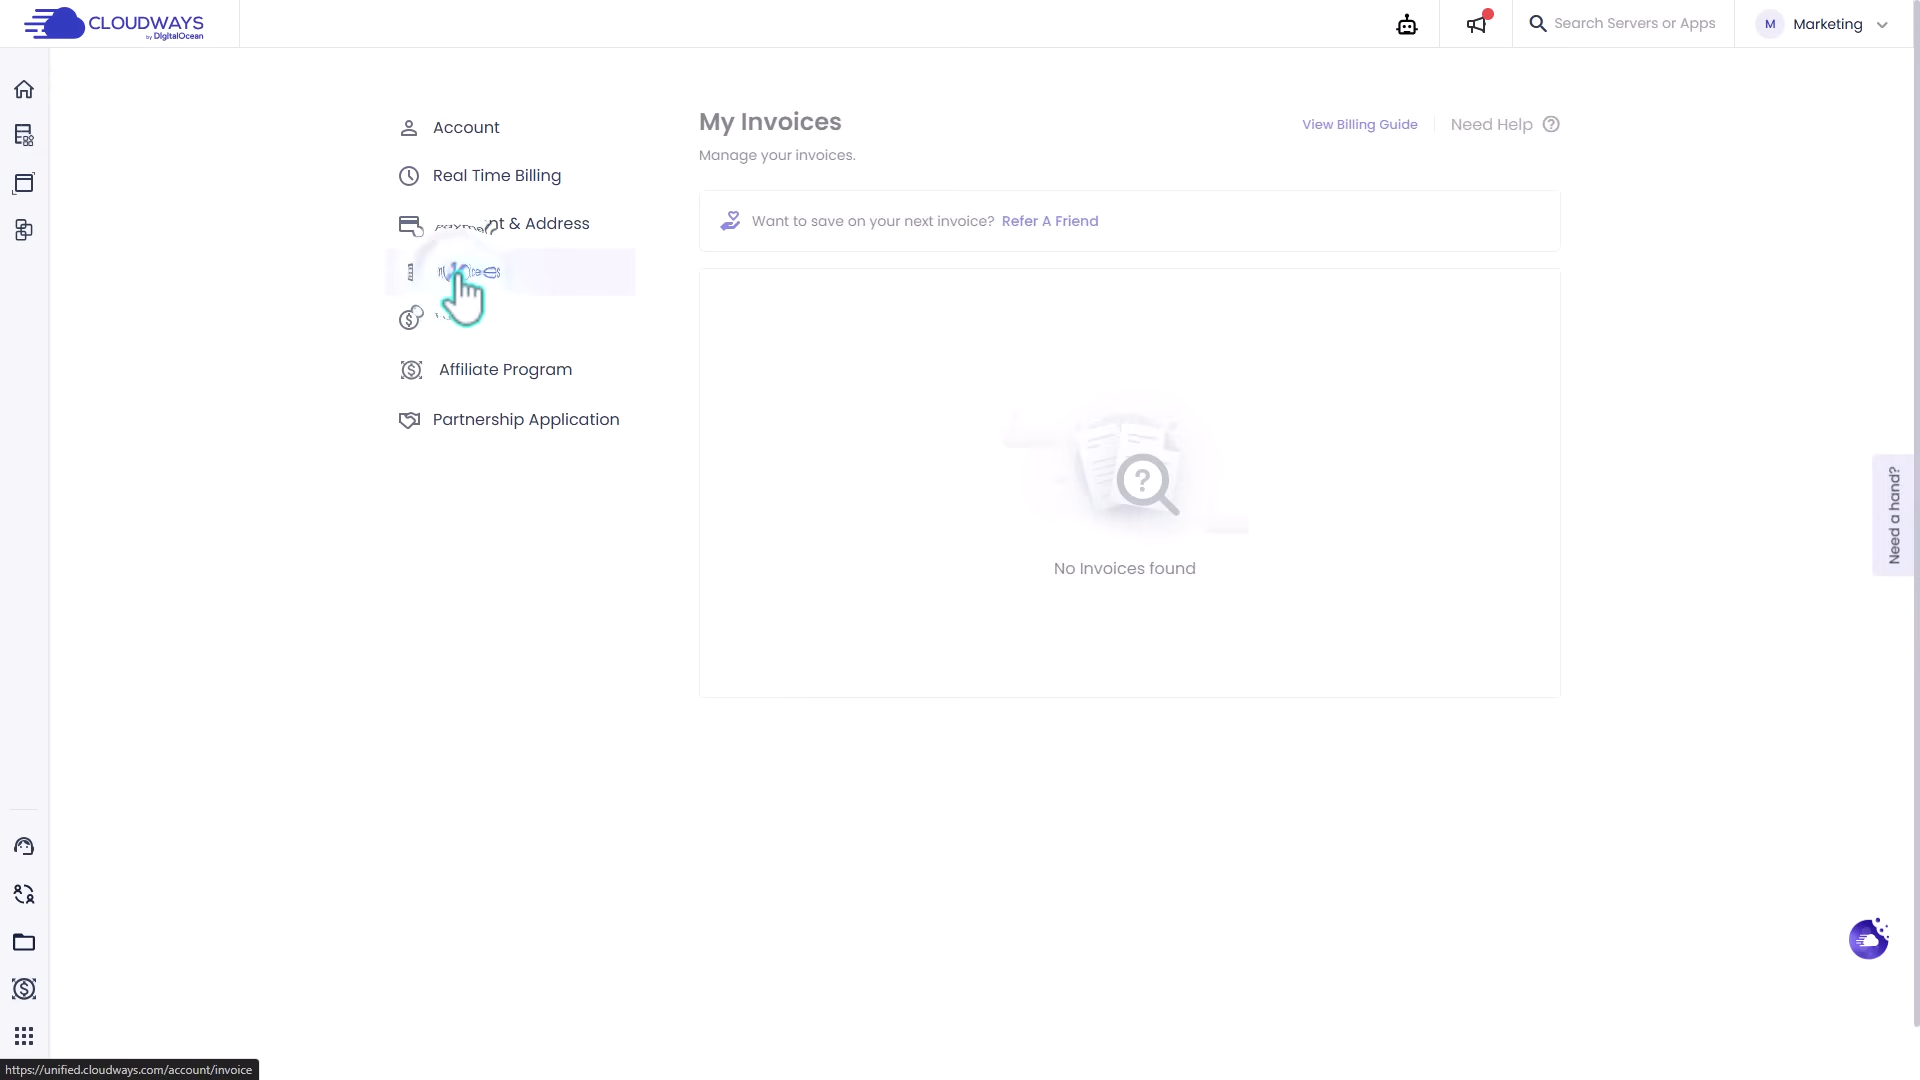 CLOUDWAYS
by DigitalOcean
Search Servers or Apps
M
Marketing
Account
Real Time Billing
& Address
Affiliate Program
Partnership Application
My Invoices
Manage your invoices.
View Billing Guide
Need Help
Want to save on your next invoice? Refer A Friend
No Invoices found
Need a hand?
https://unified.cloudways.com/account/invoice